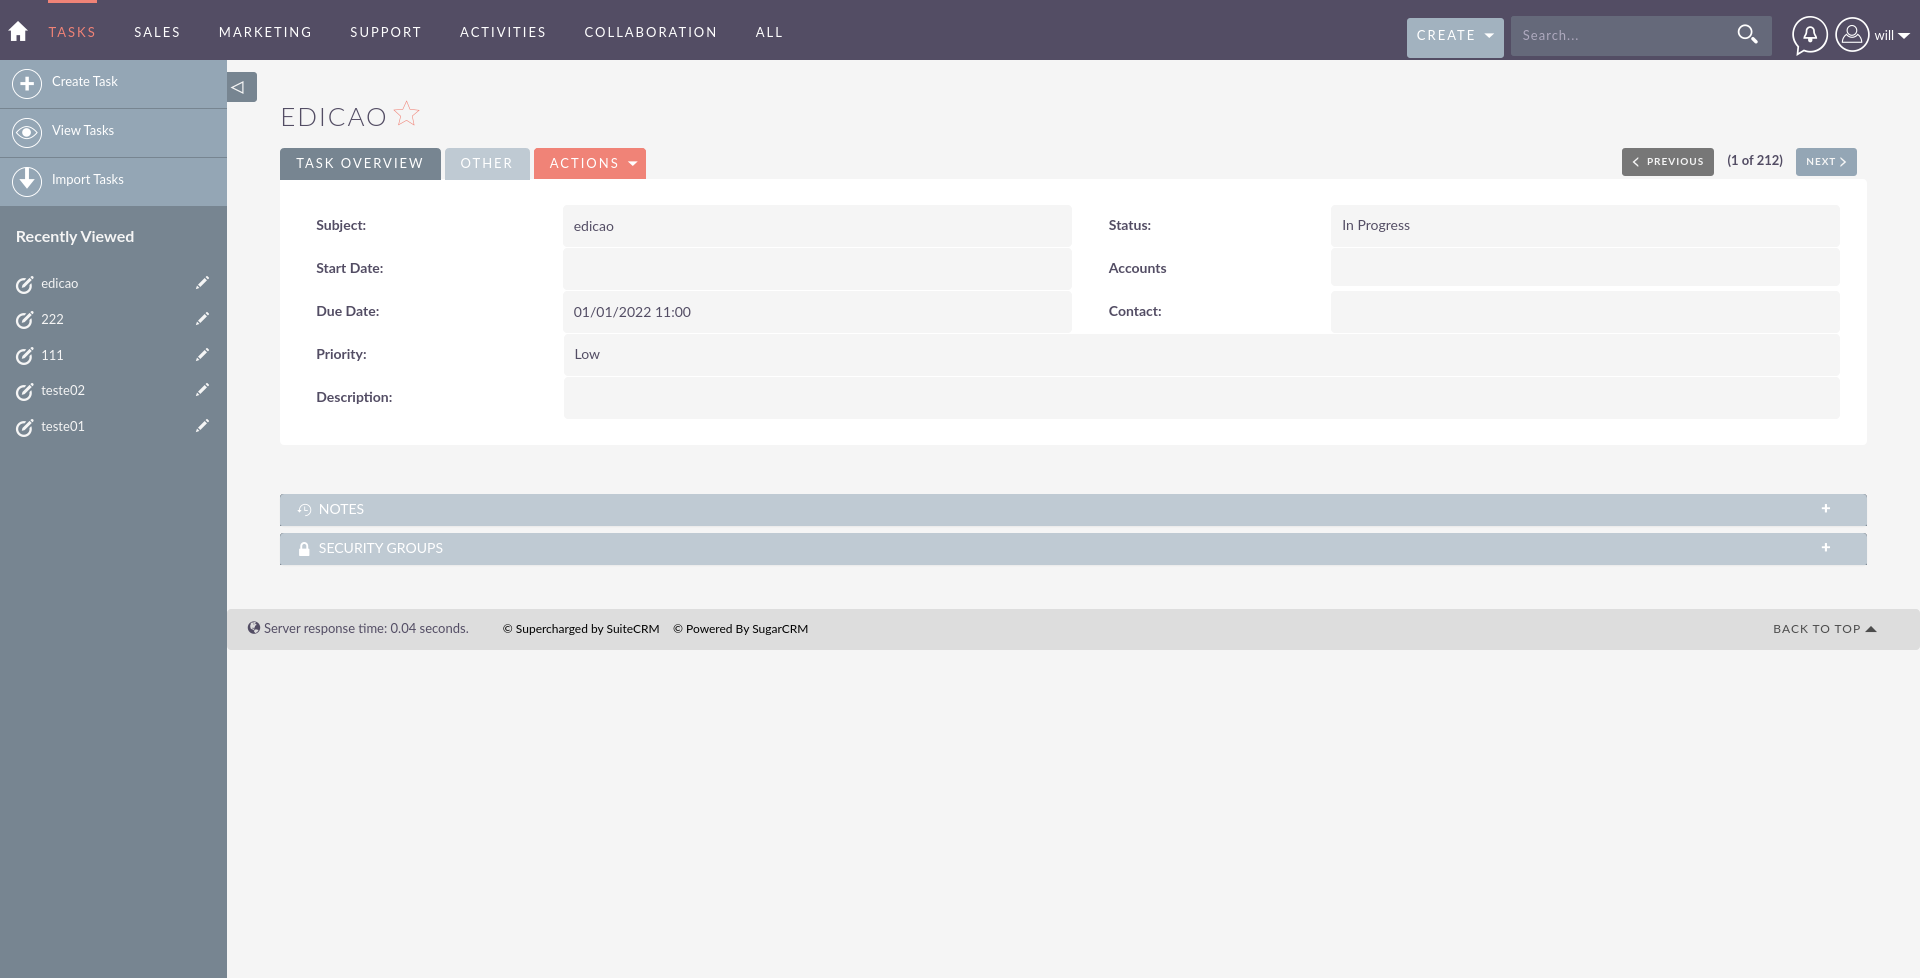 TASKS SALES MARKETING SUPPORT ACTIVITIES COLLABORATION ALL CREATE Search... will
Create Task
View Tasks
Import Tasks
Recently Viewed
edicao
222
111
teste02
teste01
EDICAO
TASK OVERVIEW OTHER ACTIONS PREVIOUS (1 of 212) NEXT
Subject: edicao Status: In Progress
Start Date: Accounts
Due Date: 01/01/2022 11:00 Contact:
Priority: Low
Description:
NOTES +
SECURITY GROUPS +
Server response time: 0.04 seconds. © Supercharged by SuiteCRM © Powered By SugarCRM BACK TO TOP